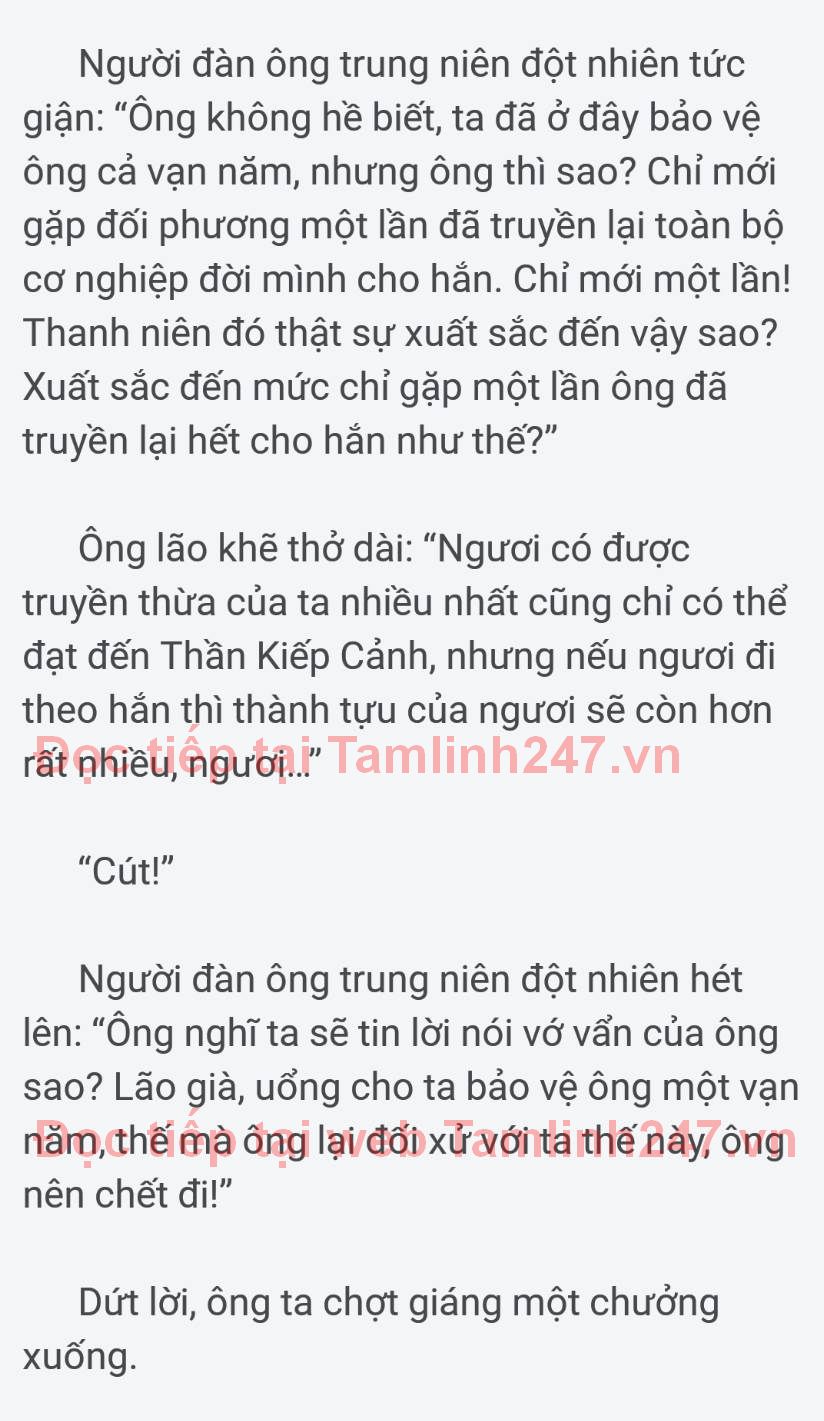 Người đàn ông trung niên đột nhiên tức
giận: “Ông không hề biết, ta đã ở đây bảo vệ
ông cả vạn năm, nhưng ông thì sao? Chỉ mới
gặp đối phương một lần đã truyền lại toàn bộ
cơ nghiệp đời mình cho hắn. Chỉ mới một lần!
Thanh niên đó thật sự xuất sắc đến vậy sao?
Xuất sắc đến mức chỉ gặp một lần ông đã
truyền lại hết cho hắn như thế?”
Ông lão khẽ thở dài: “Ngươi có được
truyền thừa của ta nhiều nhất cũng chỉ có thể
đạt đến Thần Kiếp Cảnh, nhưng nếu ngươi đi
theo hắn thì thành tựu của ngươi sẽ còn hơn
Đọc tiếp tại Tamlinh247.vn
rất nhiều, ngươi...”
“Cút!”
Người đàn ông trung niên đột nhiên hét
lên: “Ông nghĩ ta sẽ tin lời nói vớ vẩn của ông
sao? Lão già, uổng cho ta bảo vệ ông một vạn
Đọc tiếp tại web Tamlinh247.vn
năm, thế mà ông lại đối xử với ta thế này, ông
nên chết đi!”
Dứt lời, ông ta chợt giáng một chưởng
xuống.